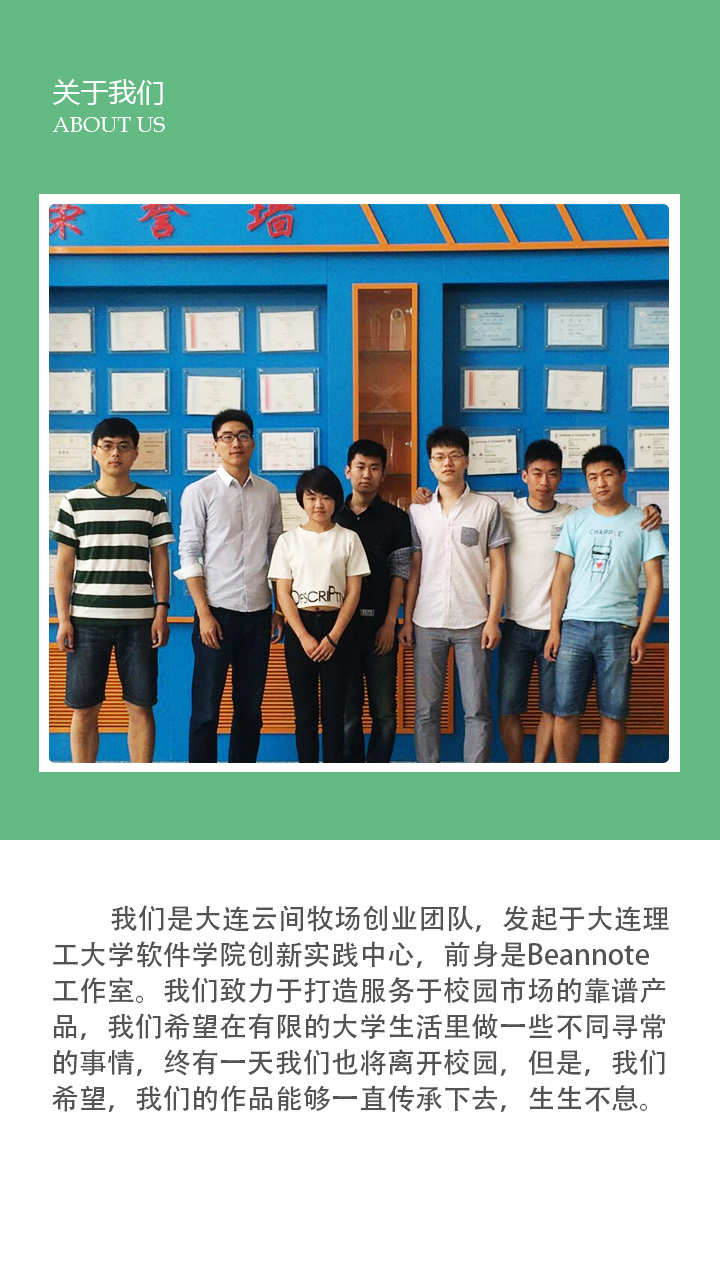 关于我们
ABOUT US
荣誉墙
DESCRIPTI
CHAPPIE
我们是大连云间牧场创业团队，发起于大连理
工大学软件学院创新实践中心，前身是Beannote
工作室。我们致力于打造服务于校园市场的靠谱产
品，我们希望在有限的大学生活里做一些不同寻常
的事情，终有一天我们也将离开校园，但是，我们
希望，我们的作品能够一直传承下去，生生不息。